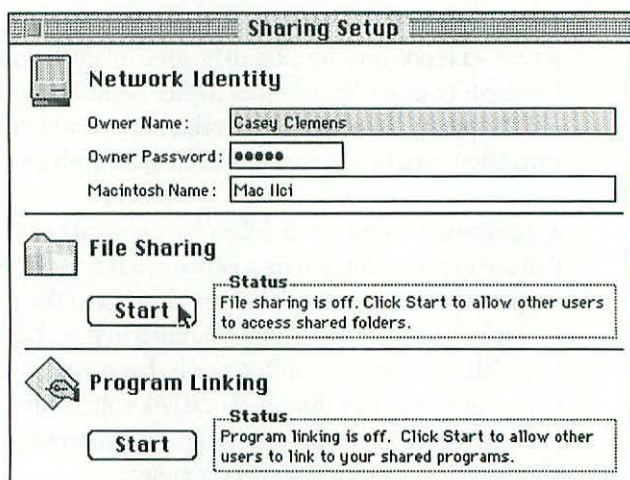 Sharing Setup
Network Identity
Owner Name:
Owner Password: •••••
Macintosh Name: Mac IIci
File Sharing
Status
Start
File sharing is off. Click Start to allow other users
to access shared folders.
Program Linking
Status
Start
Program linking is off. Click Start to allow other
users to link to your shared programs.